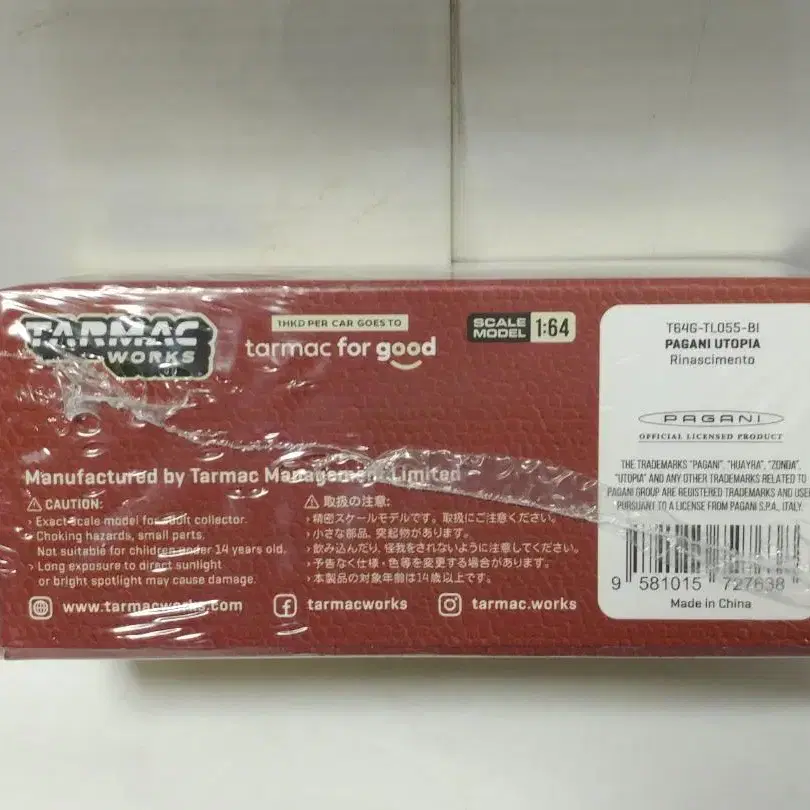 TARMAC
WORKS
1HKD PER CAR GOES TO
tarmac for good
SCALE
MODEL 1:64
T64G-TL055-BI
PAGANI UTOPIA
Rinascimento
PAGANI
OFFICIAL LICENSED PRODUCT
THE TRADEMARKS "PAGANI", "HUAYRA", "ZONDA",
"UTOPIA" AND ANY OTHER TRADEMARKS RELATED TO
PAGANI GROUP ARE REGISTERED TRADEMARKS AND USED
PURSUANT TO A LICENSE FROM PAGANI S.P.A., ITALY.
9 581015 727638
Made in China
Manufactured by Tarmac Management Limited
CAUTION:
› Exact scale model for adult collector.
› Choking hazards, small parts.
Not suitable for children under 14 years old.
› Long exposure to direct sunlight
or bright spotlight may cause damage.
取扱の注意:
› 精密スケールモデルです。取扱にご注意ください。
› 小さな部品、突起物があります。
› 飲み込んだり、怪我をされないように注意してください。
› 予告なく仕様・色等を変更する場合があります。
› 本製品の対象年齢は14歳以上です。
www.tarmacworks.com
tarmacworks
tarmac.works